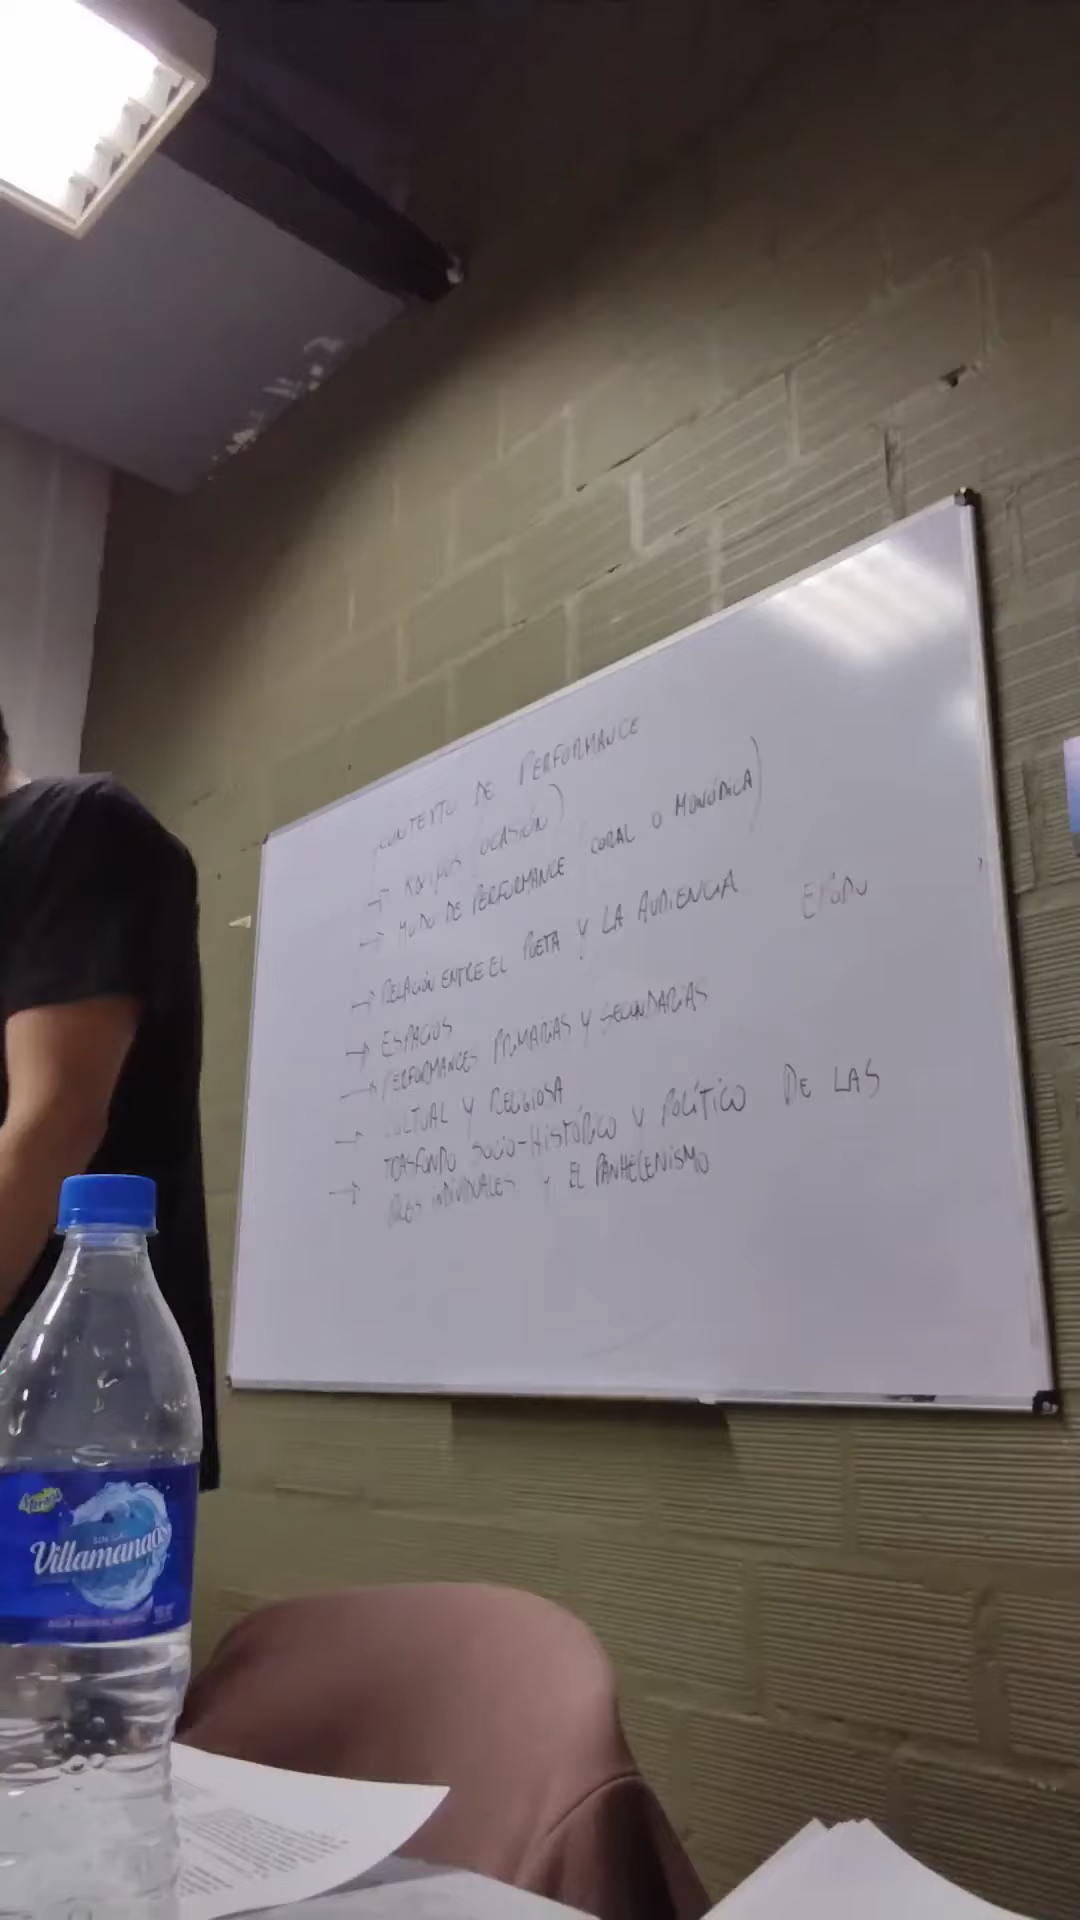 CONTEXTO DE PERFORMANCE
→ (OCASIÓN)
→ MODO DE PERFORMANCE (CORAL O MONÓDICA)
→ RELACIÓN ENTRE EL POETA Y LA AUDIENCIA
→ ESPACIOS
→ PERFORMANCES PRIMARIAS Y SECUNDARIAS
→ CULTUAL Y RELIGIOSA
→ TRASFONDO SOCIO-HISTÓRICO Y POLÍTICO DE LAS
INDIVIDUALES Y EL PANHELENISMO
Villamanaos